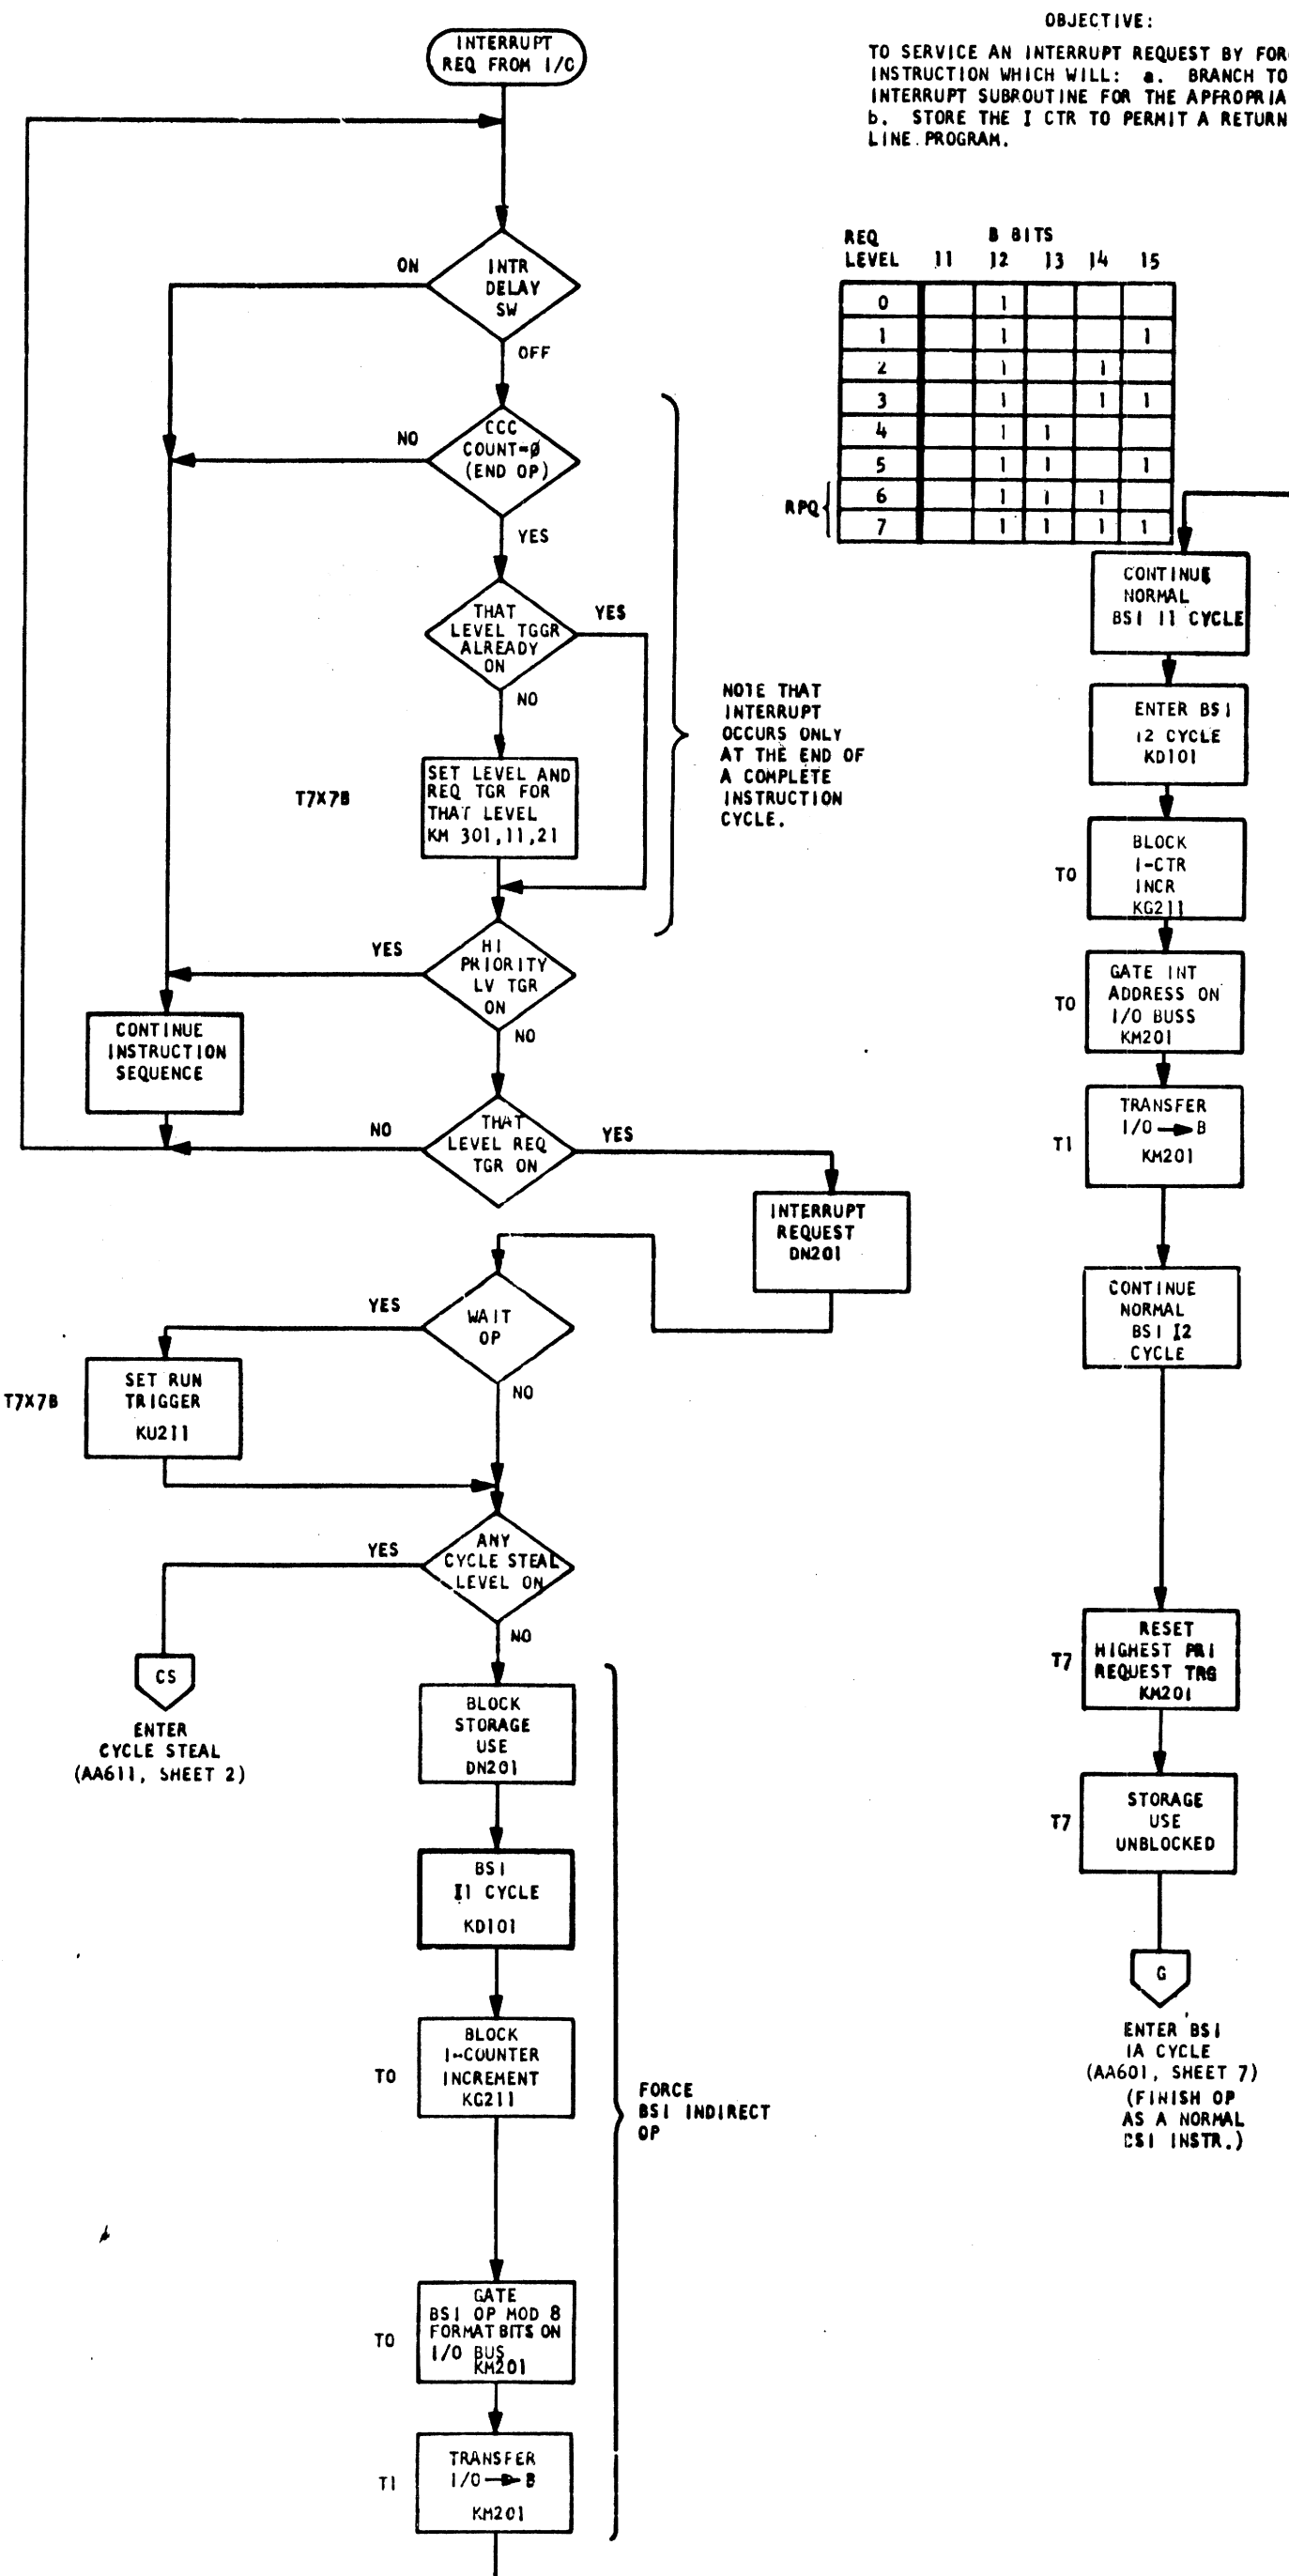 INTERRUPT
REQ FROM I/O
OBJECTIVE:
TO SERVICE AN INTERRUPT REQUEST BY FOR
INSTRUCTION WHICH WILL: a. BRANCH TO
INTERRUPT SUBROUTINE FOR THE APPROPRIA
b. STORE THE I CTR TO PERMIT A RETURN
LINE PROGRAM.
INTR
DELAY
SW
ON
OFF
CCC
COUNT=Ø
(END OP)
NO
YES
THAT
LEVEL TGGR
ALREADY
ON
YES
NO
T7X7B
SET LEVEL AND
REQ TGR FOR
THAT LEVEL
KM 301,11,21
NOTE THAT
INTERRUPT
OCCURS ONLY
AT THE END OF
A COMPLETE
INSTRUCTION
CYCLE.
HI
PRIORITY
LV TGR
ON
YES
NO
CONTINUE
INSTRUCTION
SEQUENCE
THAT
LEVEL REQ
TGR ON
NO
YES
INTERRUPT
REQUEST
DN201
WAIT
OP
YES
NO
T7X7B
SET RUN
TRIGGER
KU211
ANY
CYCLE STEAL
LEVEL ON
YES
NO
CS
ENTER
CYCLE STEAL
(AA611, SHEET 2)
BLOCK
STORAGE
USE
DN201
BSI
I1 CYCLE
KD101
T0
BLOCK
I-COUNTER
INCREMENT
KG211
FORCE
BSI INDIRECT
OP
T0
GATE
BSI OP MOD 8
FORMAT BITS ON
I/O BUS
KM201
T1
TRANSFER
I/O → B
KM201
REQ B BITS
LEVEL 11 12 13 14 15
0 1
1 1 1
2 1 1
3 1 1 1
4 1 1
5 1 1 1
RPQ { 6 1 1 1
7 1 1 1 1
CONTINUE
NORMAL
BSI I1 CYCLE
ENTER BSI
I2 CYCLE
KD101
T0
BLOCK
I-CTR
INCR
KG211
T0
GATE INT
ADDRESS ON
I/O BUSS
KM201
T1
TRANSFER
I/O → B
KM201
CONTINUE
NORMAL
BSI I2
CYCLE
T7
RESET
HIGHEST PRI
REQUEST TRG
KM201
T7
STORAGE
USE
UNBLOCKED
G
ENTER BSI
IA CYCLE
(AA601, SHEET 7)
(FINISH OP
AS A NORMAL
BSI INSTR.)